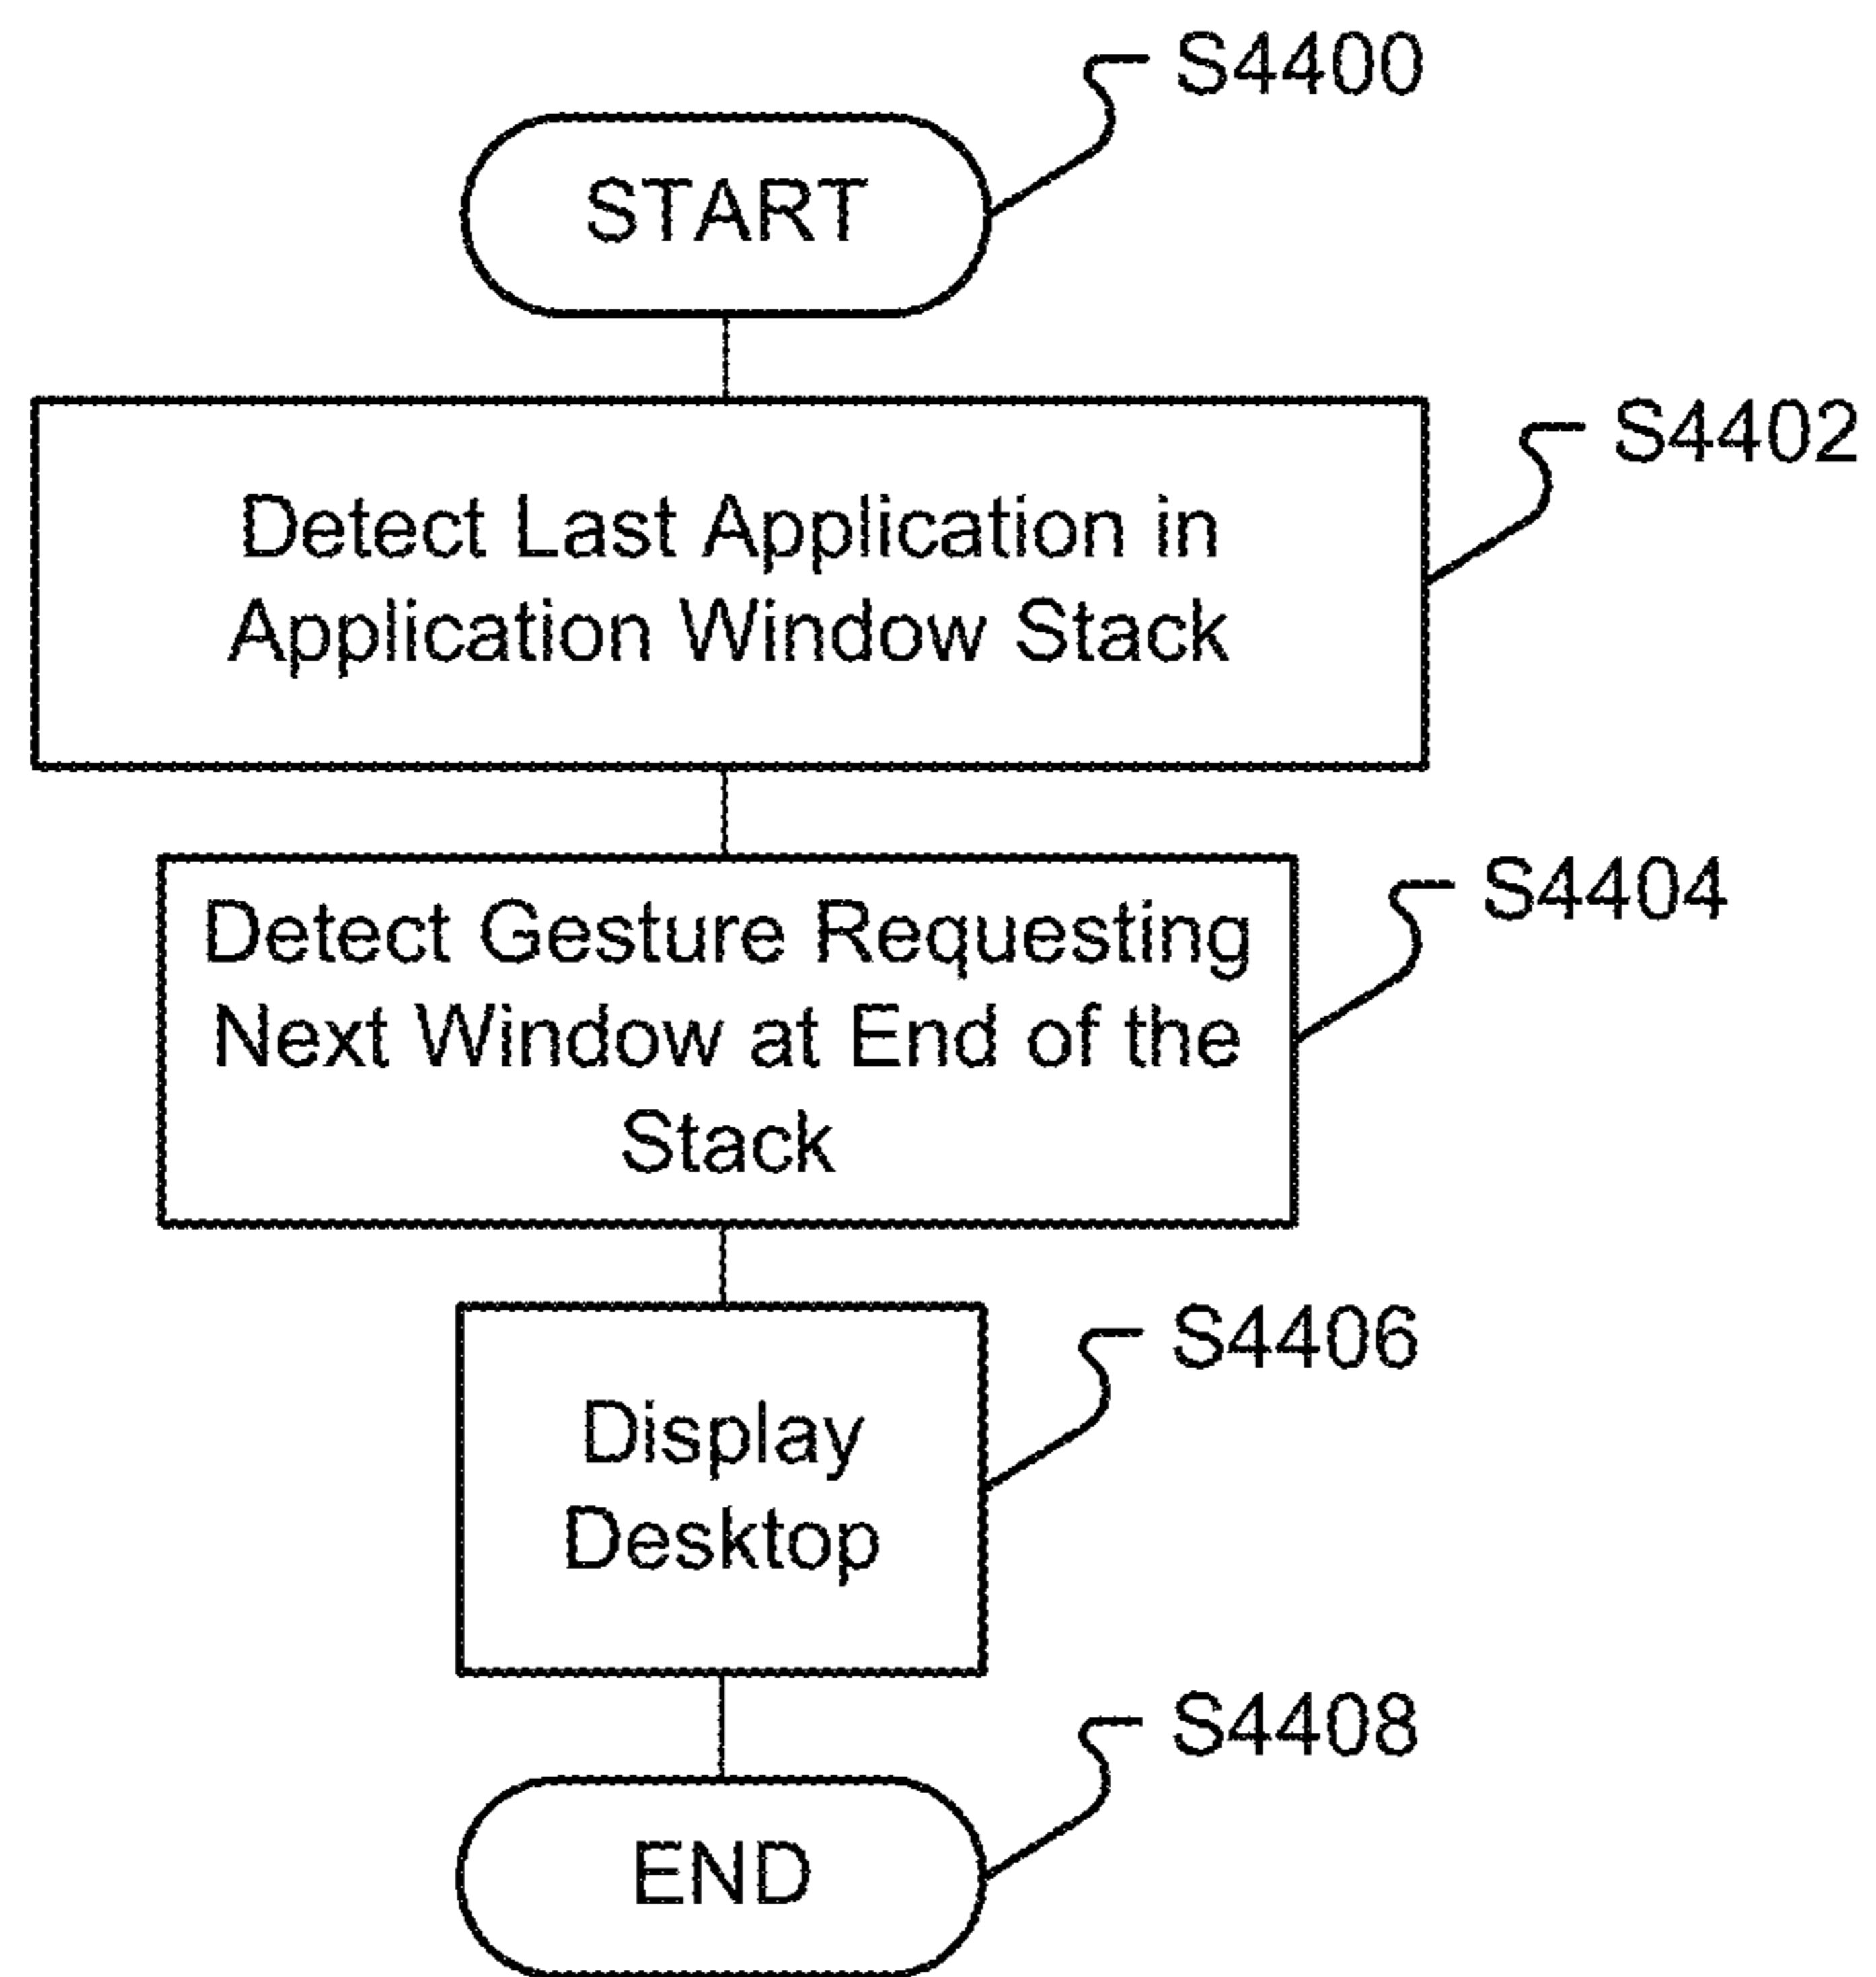 S4400
START
S4402
Detect Last Application in
Application Window Stack
S4404
Detect Gesture Requesting
Next Window at End of the
Stack
S4406
Display
Desktop
S4408
END